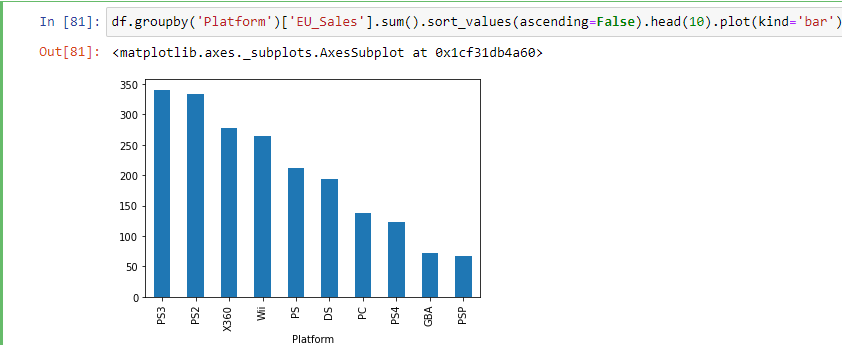 In [81]: df.groupby('Platform')['EU_Sales'].sum().sort_values(ascending=False).head(10).plot(kind='bar')
Out[81]: <matplotlib.axes._subplots.AxesSubplot at 0x1cf31db4a60>
350
300
250
200
150
100
50
0
PS3
PS2
X360
Wii
PS
DS
PC
PS4
GBA
PSP
Platform